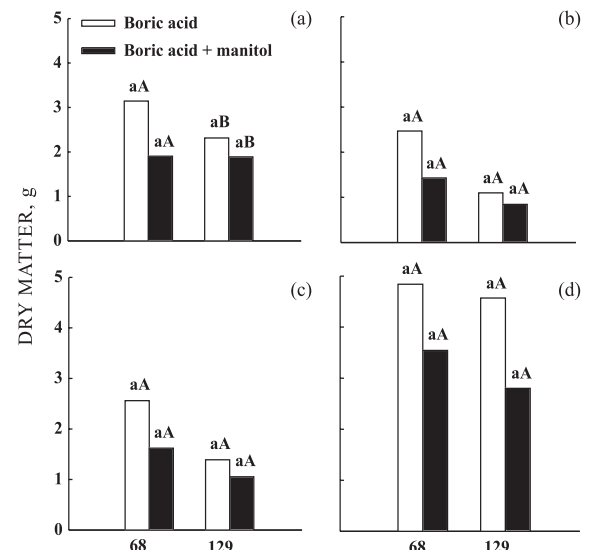 5
(a)
(b)
Boric acid
4
Boric acid + manitol
aA
3
aB
aA
aA
aB
2
aA
aA
aA
1
0
DRY MATTER, g
5
(c)
aA
(d)
aA
4
aA
3
aA
aA
2
aA
aA
aA
1
0
68
129
68
129